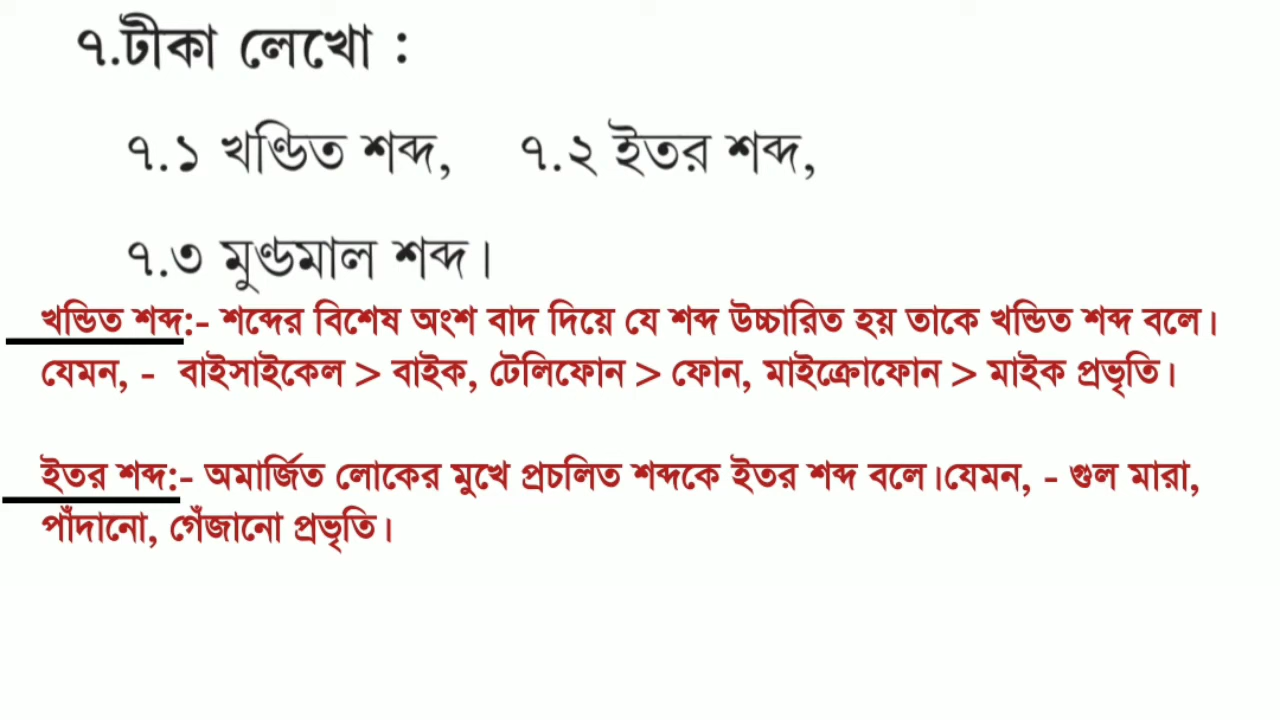 ৭.টীকা লেখো :
৭.১ খণ্ডিত শব্দ, ৭.২ ইতর শব্দ,
৭.৩ মুণ্ডমাল শব্দ।
খন্ডিত শব্দ:- শব্দের বিশেষ অংশ বাদ দিয়ে যে শব্দ উচ্চারিত হয় তাকে খন্ডিত শব্দ বলে।
যেমন, - বাইসাইকেল > বাইক, টেলিফোন > ফোন, মাইক্রোফোন > মাইক প্রভৃতি।
ইতর শব্দ:- অমার্জিত লোকের মুখে প্রচলিত শব্দকে ইতর শব্দ বলে।যেমন, - গুল মারা,
পাঁদানো, গেঁজানো প্রভৃতি।